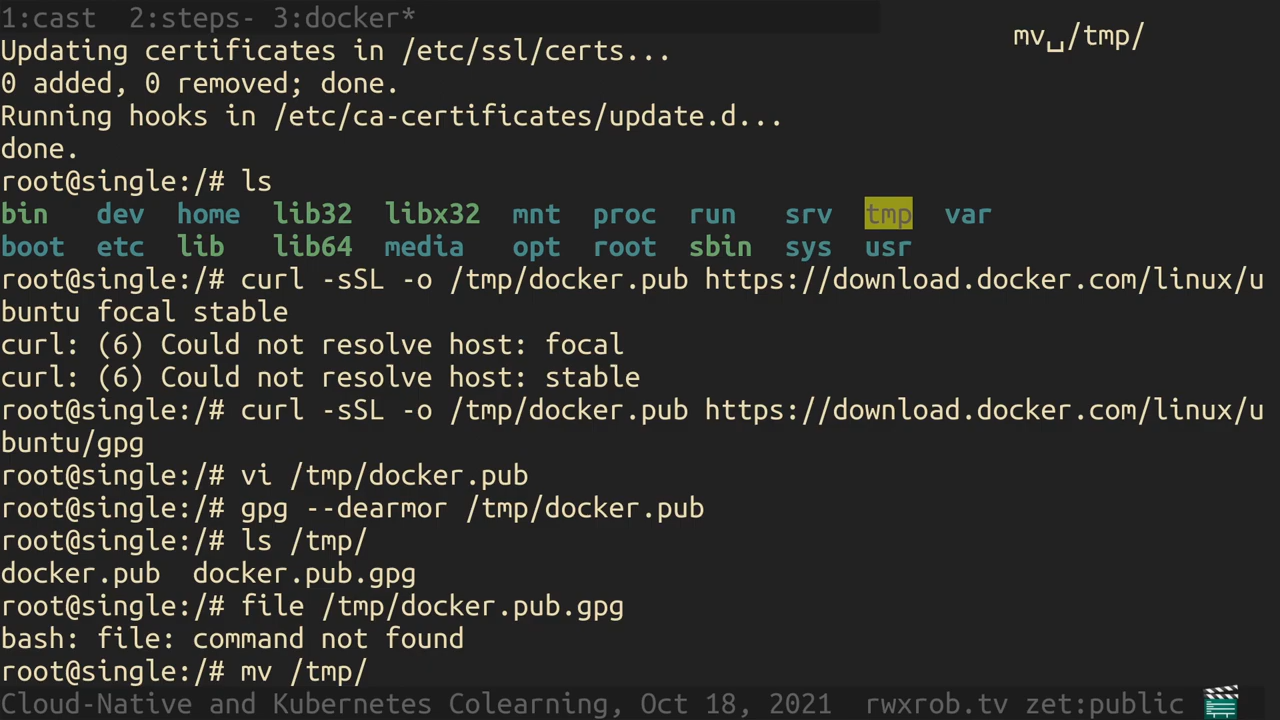 1:cast  2:steps- 3:docker*
mv␣/tmp/
Updating certificates in /etc/ssl/certs...
0 added, 0 removed; done.
Running hooks in /etc/ca-certificates/update.d...
done.
root@single:/# ls
bin   dev  home  lib32  libx32  mnt  proc  run   srv  tmp  var
boot  etc  lib   lib64  media   opt  root  sbin  sys  usr
root@single:/# curl -sSL -o /tmp/docker.pub https://download.docker.com/linux/u
buntu focal stable
curl: (6) Could not resolve host: focal
curl: (6) Could not resolve host: stable
root@single:/# curl -sSL -o /tmp/docker.pub https://download.docker.com/linux/u
buntu/gpg
root@single:/# vi /tmp/docker.pub
root@single:/# gpg --dearmor /tmp/docker.pub
root@single:/# ls /tmp/
docker.pub  docker.pub.gpg
root@single:/# file /tmp/docker.pub.gpg
bash: file: command not found
root@single:/# mv /tmp/
Cloud-Native and Kubernetes Colearning, Oct 18, 2021  rwxrob.tv zet:public